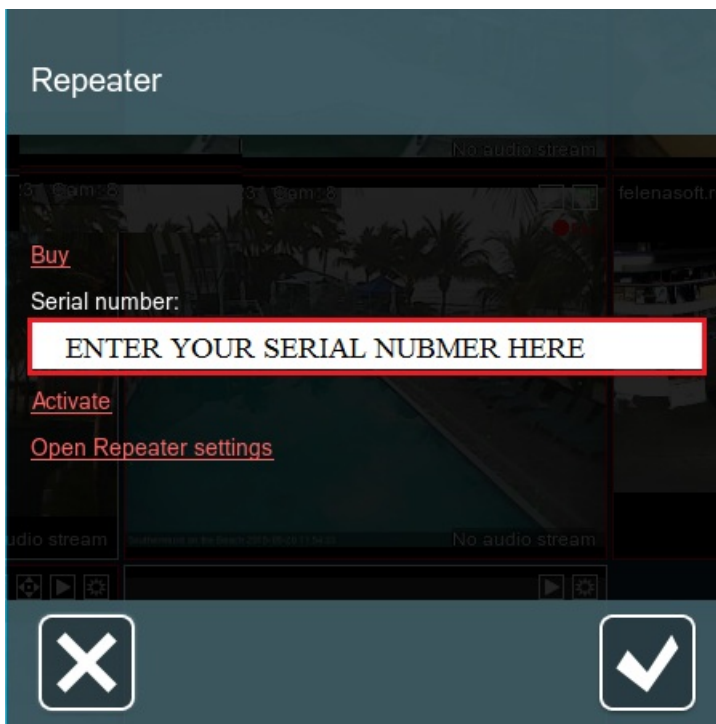 Repeater
No audio stream
felenasoft.
Buy
Serial number:
ENTER YOUR SERIAL NUBMER HERE
Activate
Open Repeater settings
udio stream
No audio stream